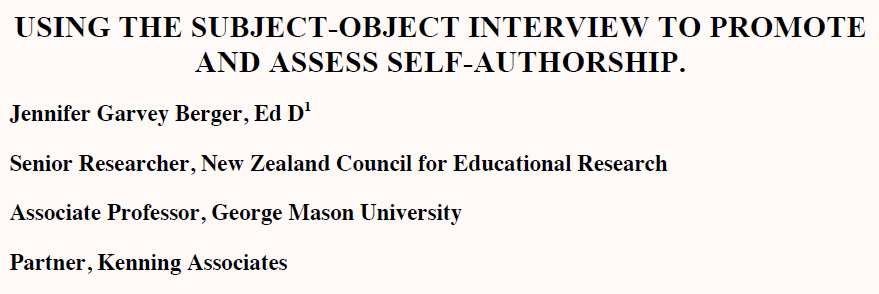 USING THE SUBJECT-OBJECT INTERVIEW TO PROMOTE
AND ASSESS SELF-AUTHORSHIP.
Jennifer Garvey Berger, Ed D1
Senior Researcher, New Zealand Council for Educational Research
Associate Professor, George Mason University
Partner, Kenning Associates